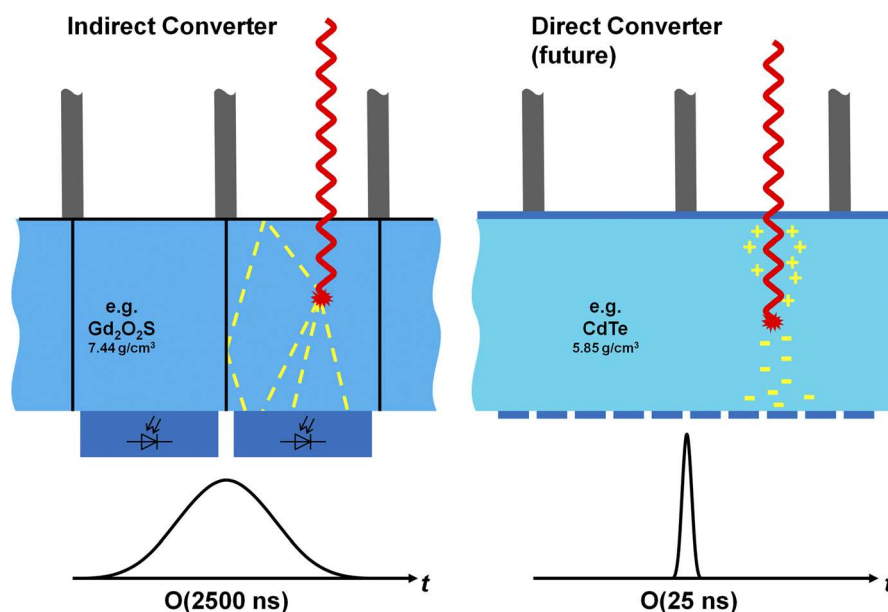 Indirect Converter
Direct Converter
(future)
e.g.
Gd₂O₂S
7.44 g/cm³
e.g.
CdTe
5.85 g/cm³
t
O(2500 ns)
t
O(25 ns)